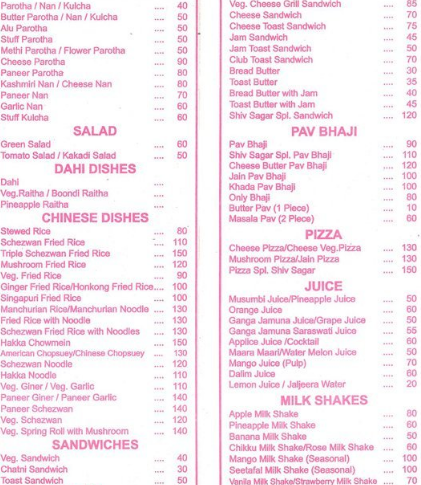 Parotha / Nan / Kulcha .... 40
Butter Parotha / Nan / Kulcha .... 50
Alu Parotha .... 50
Stuff Parotha .... 50
Methi Parotha / Flower Parotha .... 50
Cheese Parotha .... 90
Paneer Parotha .... 80
Kashmiri Nan / Cheese Nan .... 80
Paneer Nan .... 70
Garlic Nan .... 60
Stuff Kulcha .... 60
SALAD
Green Salad .... 60
Tomato Salad / Kakadi Salad .... 50
DAHI DISHES
Dahi ....
Veg.Raitha / Boondi Raitha ....
Pineapple Raitha ....
CHINESE DISHES
Stewed Rice .... 80
Schezwan Fried Rice .... 110
Triple Schezwan Fried Rice .... 150
Mushroom Fried Rice .... 120
Veg. Fried Rice .... 90
Ginger Fried Rice/Honkong Fried Rice.... 100
Singapuri Fried Rice .... 100
Manchurian Rice/Manchurian Noodle .... 130
Fried Rice with Noodle .... 130
Schezwan Fried Rice with Noodles .... 130
Hakka Chowmein .... 150
American Chopsuey/Chinese Chopsuey .... 130
Schezwan Noodle .... 120
Hakka Noodle .... 110
Veg. Giner / Veg. Garlic .... 110
Paneer Giner / Paneer Garlic .... 140
Paneer Schezwan .... 140
Veg. Schezwan .... 120
Veg. Spring Roll with Mushroom .... 140
SANDWICHES
Veg. Sandwich .... 40
Chatni Sandwich .... 30
Toast Sandwich .... 50
Veg. Cheese Grill Sandwich .... 85
Cheese Sandwich .... 70
Cheese Toast Sandwich .... 75
Jam Sandwich .... 45
Jam Toast Sandwich .... 50
Club Toast Sandwich .... 70
Bread Butter .... 30
Toast Butter .... 35
Bread Butter with Jam .... 40
Toast Butter with Jam .... 45
Shiv Sagar Spl. Sandwich .... 120
PAV BHAJI
Pav Bhaji .... 90
Shiv Sagar Spl. Pav Bhaji .... 110
Cheese Butter Pav Bhaji .... 120
Jain Pav Bhaji .... 100
Khada Pav Bhaji .... 100
Only Bhaji .... 80
Butter Pav (1 Piece) .... 10
Masala Pav (2 Piece) .... 60
PIZZA
Cheese Pizza/Cheese Veg.Pizza .... 130
Mushroom Pizza/Jain Pizza .... 130
Pizza Spl. Shiv Sagar .... 150
JUICE
Musumbi Juice/Pineapple Juice .... 50
Orange Juice .... 60
Ganga Jamuna Juice/Grape Juice .... 50
Ganga Jamuna Saraswati Juice .... 55
Applice Juice /Cocktail .... 60
Maara Maari/Water Melon Juice .... 50
Mango Juice (Pulp) .... 70
Dalim Juice .... 60
Lemon Juice / Jaljeera Water .... 20
MILK SHAKES
Apple Milk Shake .... 80
Pineapple Milk Shake .... 60
Banana Milk Shake .... 50
Chikku Milk Shake/Rose Milk Shake .... 60
Mango Milk Shake (Seasonal) .... 100
Seetafal Milk Shake (Seasonal) .... 100
Vanila Milk Shake/Strawberry Milk Shake .... 70